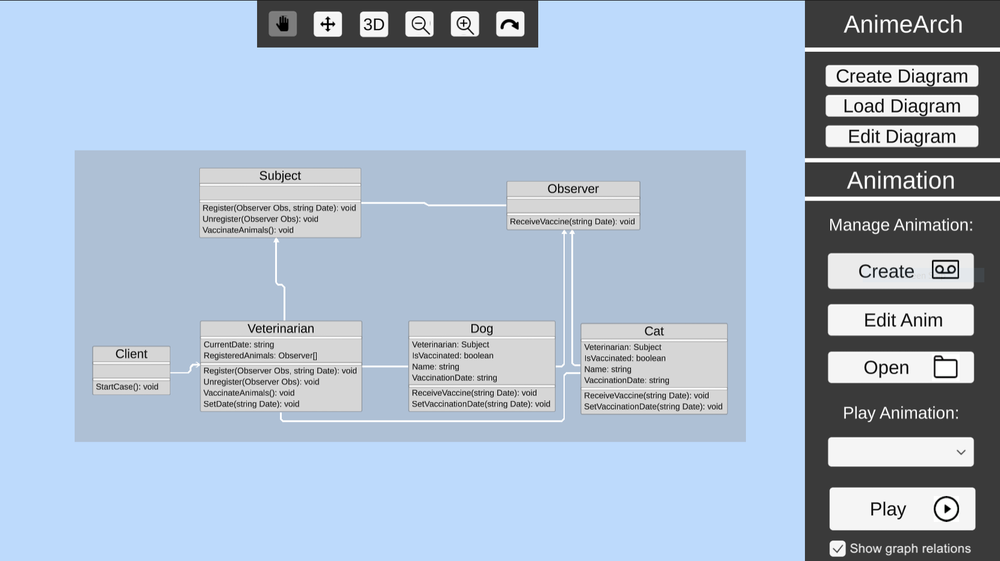 3D
AnimeArch
Create Diagram
Load Diagram
Edit Diagram
Animation
Manage Animation:
Create
Edit Anim
Open
Play Animation:
Play
Show graph relations
Subject
Register(Observer Obs, string Date): void
Unregister(Observer Obs): void
VaccinateAnimals(): void
Observer
ReceiveVaccine(string Date): void
Client
StartCase(): void
Veterinarian
CurrentDate: string
RegisteredAnimals: Observer[]
Register(Observer Obs, string Date): void
Unregister(Observer Obs): void
VaccinateAnimals(): void
SetDate(string Date): void
Dog
Veterinarian: Subject
IsVaccinated: boolean
Name: string
VaccinationDate: string
ReceiveVaccine(string Date): void
SetVaccinationDate(string Date): void
Cat
Veterinarian: Subject
IsVaccinated: boolean
Name: string
VaccinationDate: string
ReceiveVaccine(string Date): void
SetVaccinationDate(string Date): void